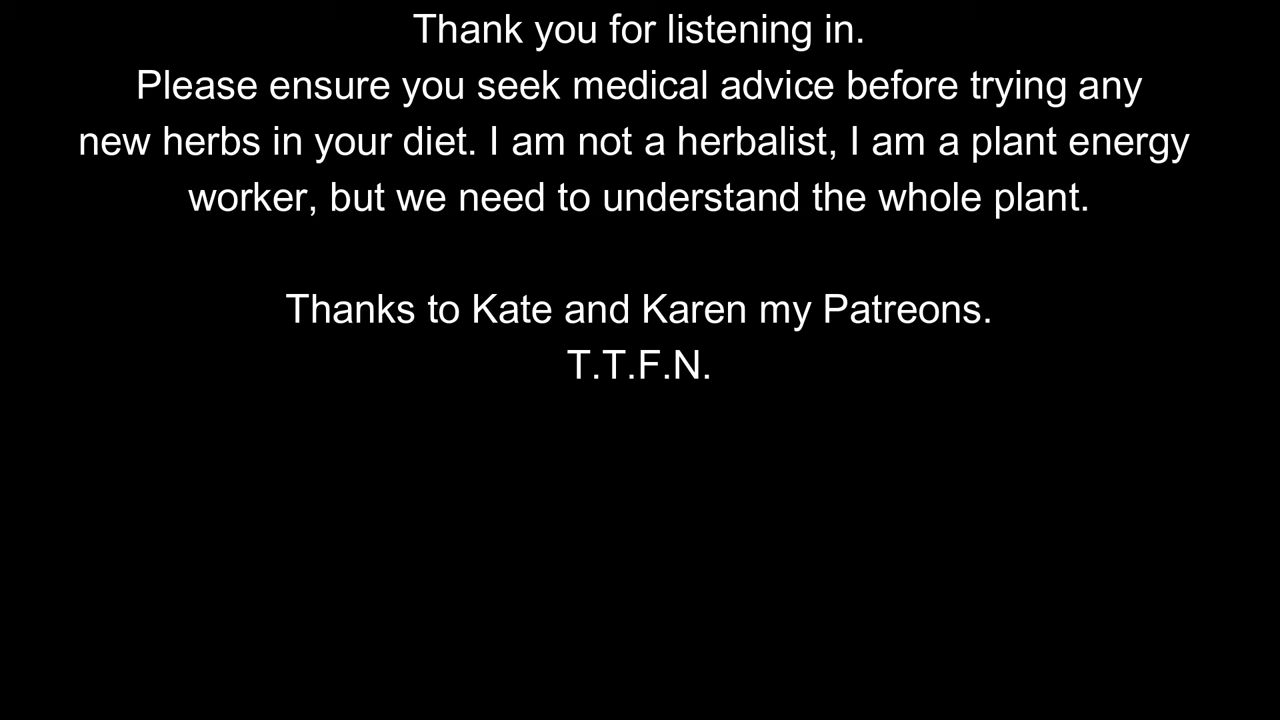 Thank you for listening in.
Please ensure you seek medical advice before trying any
new herbs in your diet. I am not a herbalist, I am a plant energy
worker, but we need to understand the whole plant.
Thanks to Kate and Karen my Patreons.
T.T.F.N.